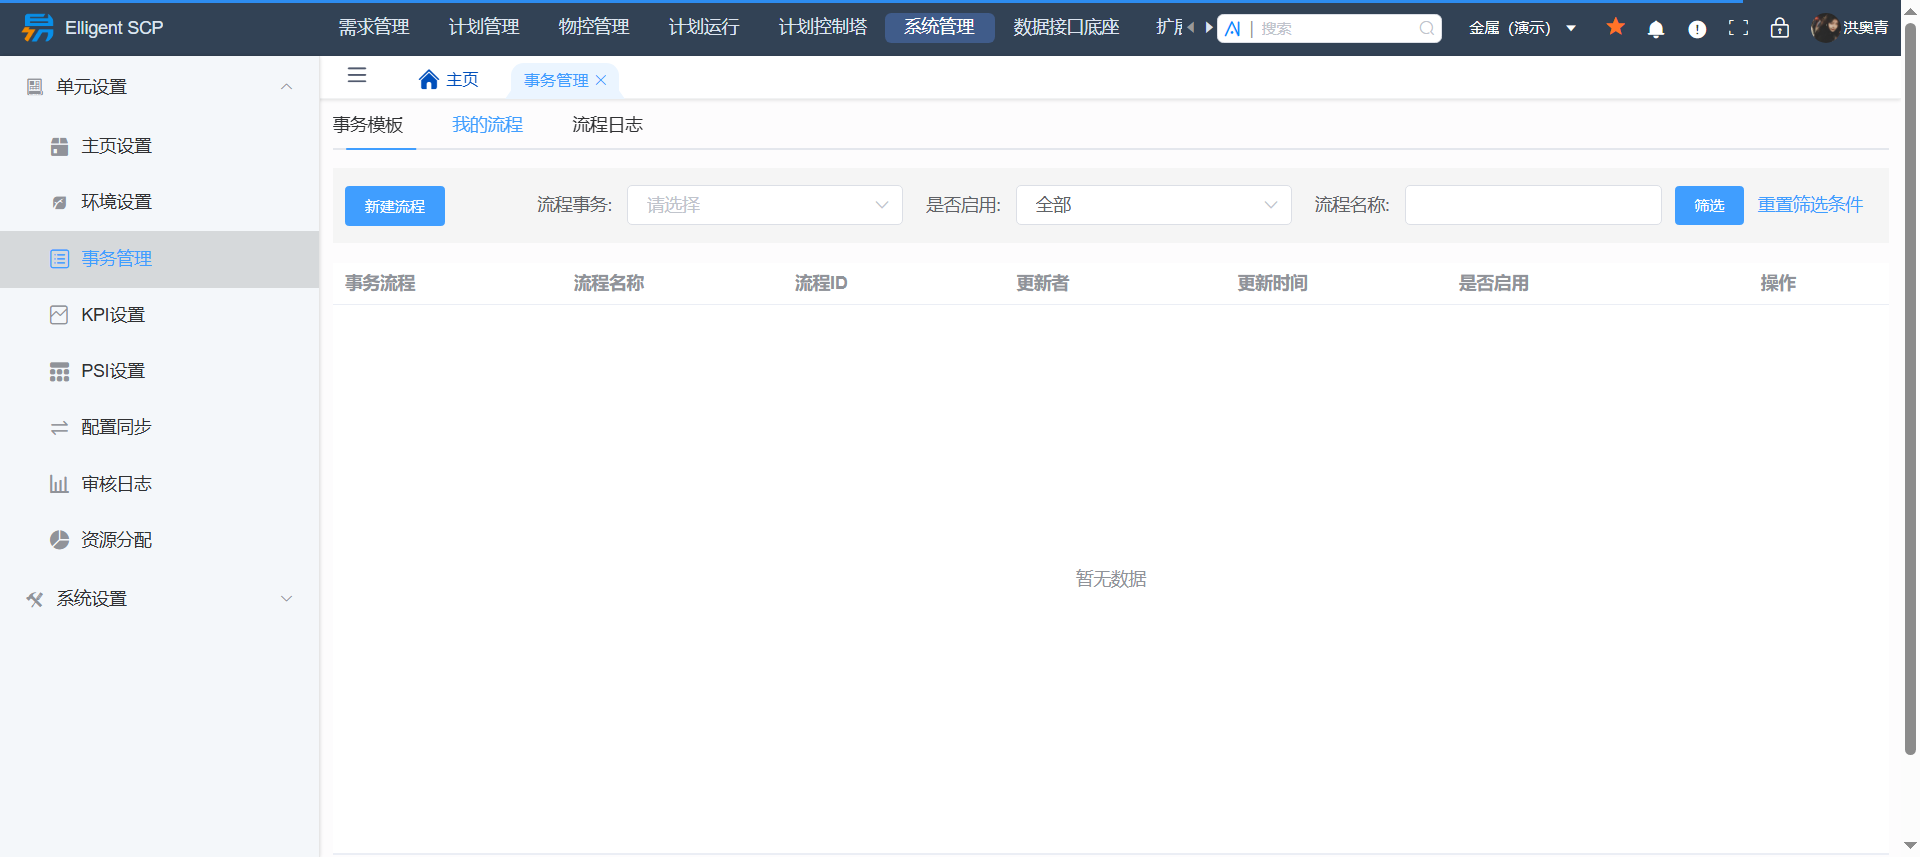 Elligent SCP
需求管理 计划管理 物控管理 计划运行 计划控制塔 系统管理 数据接口底座
AI | 搜索
金属（演示）
洪奥青
单元设置
主页设置
环境设置
事务管理
KPI设置
PSI设置
配置同步
审核日志
资源分配
系统设置
主页 事务管理
事务模板 我的流程 流程日志
新建流程 流程事务: 请选择 是否启用: 全部 流程名称: 筛选 重置筛选条件
事务流程 流程名称 流程ID 更新者 更新时间 是否启用 操作
暂无数据